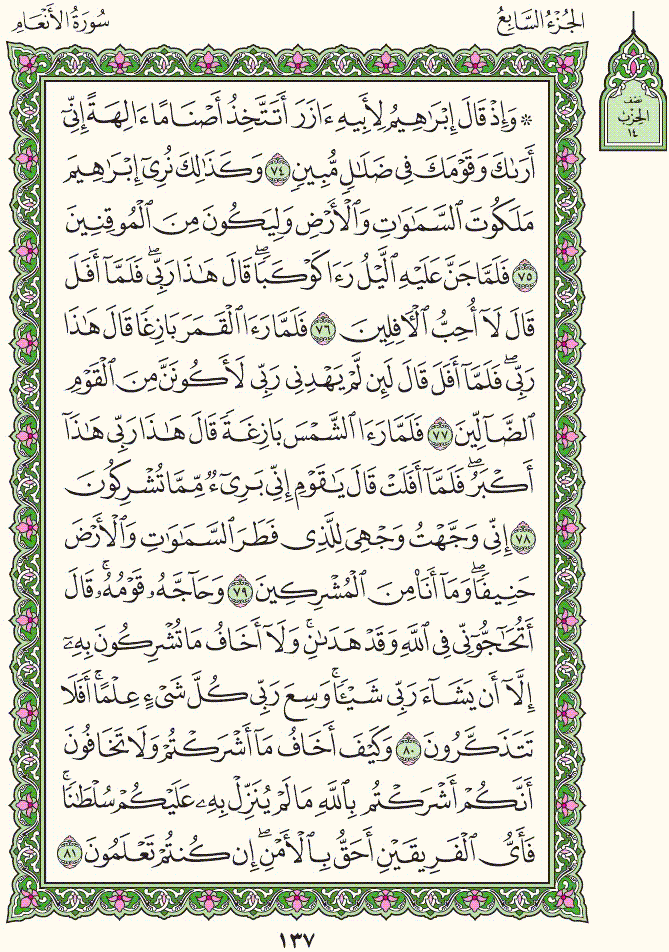 الجُزْءُ السَّابِعُ
سُورَةُ الأَنْعَامِ
نصف
الحِزْب
١٤
۞ وَإِذْ قَالَ إِبْرَٰهِيمُ لِأَبِيهِ ءَازَرَ أَتَتَّخِذُ أَصْنَامًا ءَالِهَةً إِنِّىٓ
أَرَىٰكَ وَقَوْمَكَ فِى ضَلَٰلٍ مُّبِينٍ ٧٤ وَكَذَٰلِكَ نُرِىٓ إِبْرَٰهِيمَ
مَلَكُوتَ ٱلسَّمَٰوَٰتِ وَٱلْأَرْضِ وَلِيَكُونَ مِنَ ٱلْمُوقِنِينَ
٧٥ فَلَمَّا جَنَّ عَلَيْهِ ٱلَّيْلُ رَءَا كَوْكَبًا ۖ قَالَ هَٰذَا رَبِّى ۖ فَلَمَّآ أَفَلَ
قَالَ لَآ أُحِبُّ ٱلْءَافِلِينَ ٧٦ فَلَمَّا رَءَا ٱلْقَمَرَ بَازِغًا قَالَ هَٰذَا
رَبِّى ۖ فَلَمَّآ أَفَلَ قَالَ لَئِن لَّمْ يَهْدِنِى رَبِّى لَأَكُونَنَّ مِنَ ٱلْقَوْمِ
ٱلضَّآلِّينَ ٧٧ فَلَمَّا رَءَا ٱلشَّمْسَ بَازِغَةً قَالَ هَٰذَا رَبِّى هَٰذَآ
أَكْبَرُ ۖ فَلَمَّآ أَفَلَتْ قَالَ يَٰقَوْمِ إِنِّى بَرِىٓءٌ مِّمَّا تُشْرِكُونَ
٧٨ إِنِّى وَجَّهْتُ وَجْهِىَ لِلَّذِى فَطَرَ ٱلسَّمَٰوَٰتِ وَٱلْأَرْضَ
حَنِيفًا ۖ وَمَآ أَنَا۠ مِنَ ٱلْمُشْرِكِينَ ٧٩ وَحَآجَّهُۥ قَوْمُهُۥ ۚ قَالَ
أَتُحَٰٓجُّوٓنِّى فِى ٱللَّهِ وَقَدْ هَدَىٰنِ ۚ وَلَآ أَخَافُ مَا تُشْرِكُونَ بِهِۦٓ
إِلَّآ أَن يَشَآءَ رَبِّى شَيْـًٔا ۗ وَسِعَ رَبِّى كُلَّ شَىْءٍ عِلْمًا ۗ أَفَلَا
تَتَذَكَّرُونَ ٨٠ وَكَيْفَ أَخَافُ مَآ أَشْرَكْتُمْ وَلَا تَخَافُونَ
أَنَّكُمْ أَشْرَكْتُم بِٱللَّهِ مَا لَمْ يُنَزِّلْ بِهِۦ عَلَيْكُمْ سُلْطَٰنًا ۚ
فَأَىُّ ٱلْفَرِيقَيْنِ أَحَقُّ بِٱلْأَمْنِ ۖ إِن كُنتُمْ تَعْلَمُونَ ٨١
١٣٧